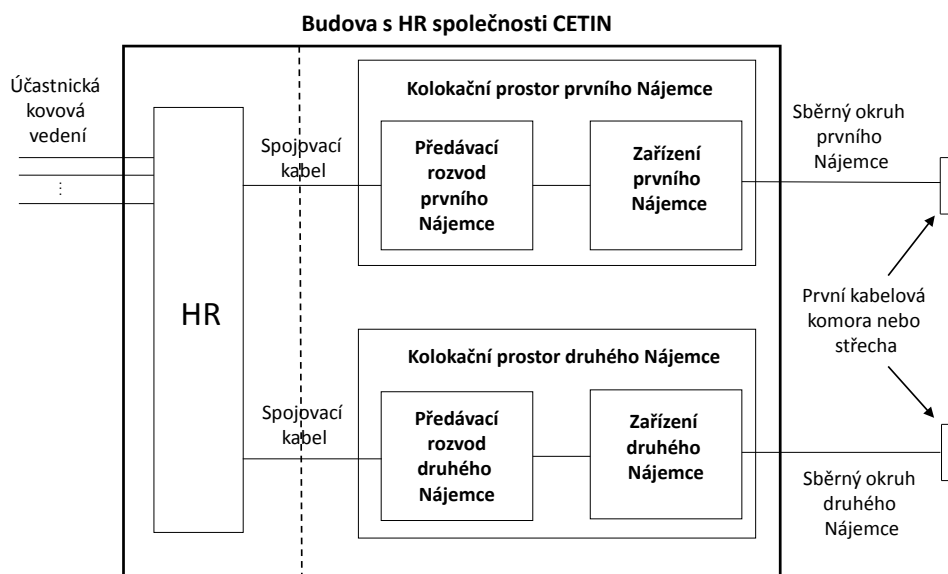 Budova s HR společnosti CETIN
Účastnická
kovová
vedení
...
HR
Spojovací
kabel
Kolokační prostor prvního Nájemce
Předávací
rozvod
prvního
Nájemce
Zařízení
prvního
Nájemce
Sběrný okruh
prvního
Nájemce
První kabelová
komora nebo
střecha
Spojovací
kabel
Kolokační prostor druhého Nájemce
Předávací
rozvod
druhého
Nájemce
Zařízení
druhého
Nájemce
Sběrný okruh
druhého
Nájemce